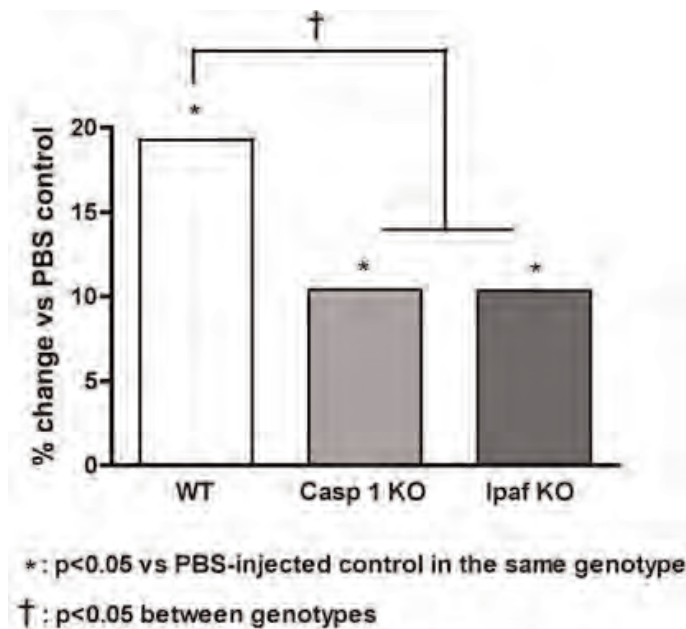 †
*
20
15
10
5
0
* *
% change vs PBS control
WT Casp 1 KO Ipaf KO
*: p<0.05 vs PBS-injected control in the same genotype
†: p<0.05 between genotypes